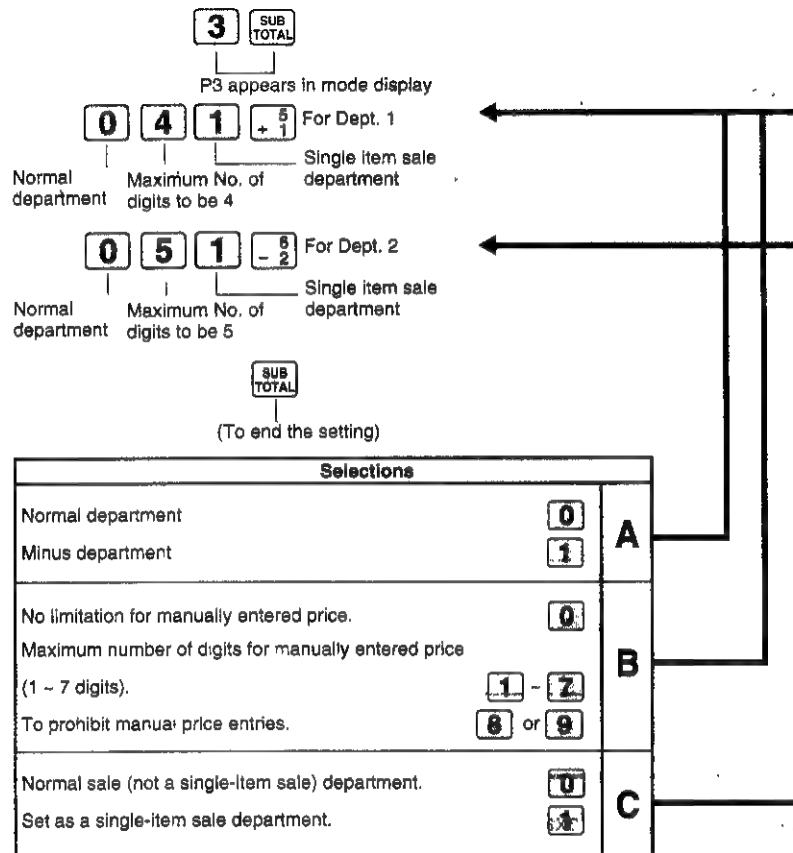 3 SUB TOTAL
P3 appears in mode display
0 4 1 + 5 1 For Dept. 1
Single item sale department
Normal department
Maximum No. of digits to be 4
0 5 1 - 6 2 For Dept. 2
Single item sale department
Normal department
Maximum No. of digits to be 5
SUB TOTAL
(To end the setting)
Selections
Normal department 0
Minus department 1
A
No limitation for manually entered price. 0
Maximum number of digits for manually entered price
(1 ~ 7 digits). 1 ~ 7
To prohibit manual price entries. 8 or 9
B
Normal sale (not a single-item sale) department. 0
Set as a single-item sale department. 1
C